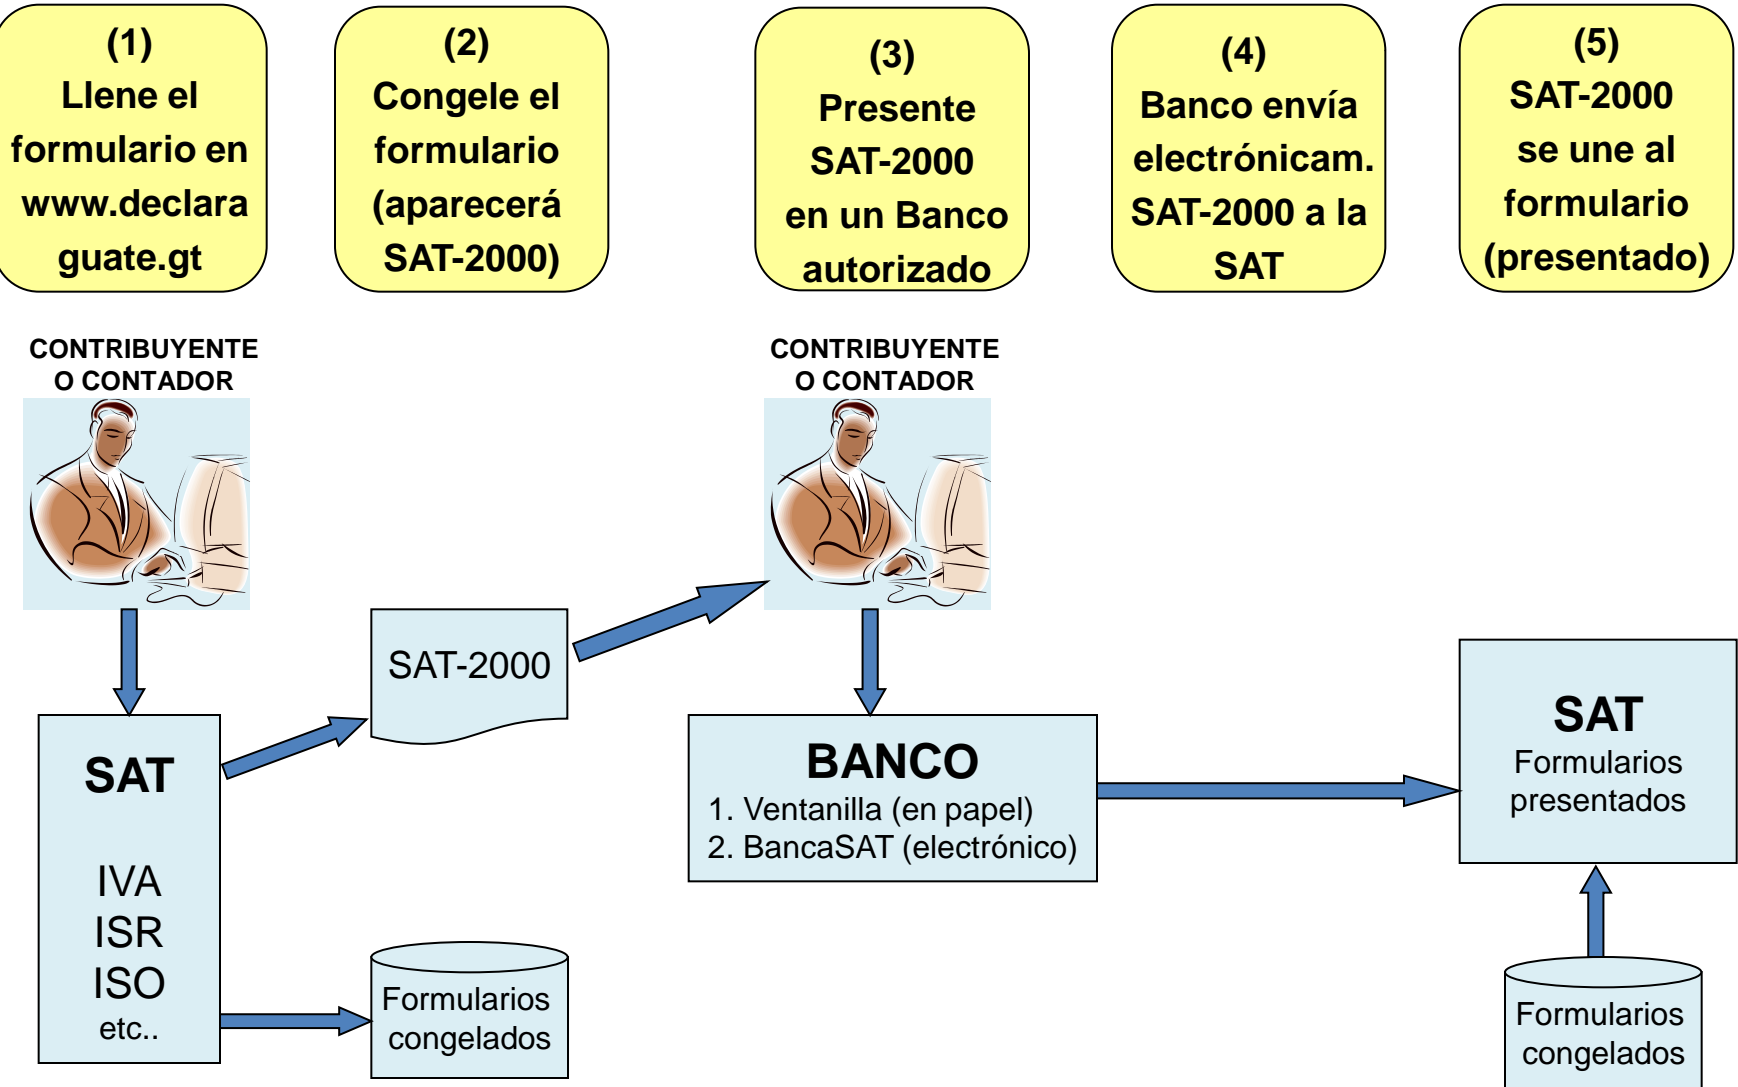 (1)
Llene el
formulario en
www.declara
guate.gt
(2)
Congele el
formulario
(aparecerá
SAT-2000)
(3)
Presente
SAT-2000
en un Banco
autorizado
(4)
Banco envía
electrónicam.
SAT-2000 a la
SAT
(5)
SAT-2000
se une al
formulario
(presentado)
CONTRIBUYENTE
O CONTADOR
CONTRIBUYENTE
O CONTADOR
SAT-2000
SAT
IVA
ISR
ISO
etc..
Formularios
congelados
BANCO
1. Ventanilla (en papel)
2. BancaSAT (electrónico)
SAT
Formularios
presentados
Formularios
congelados